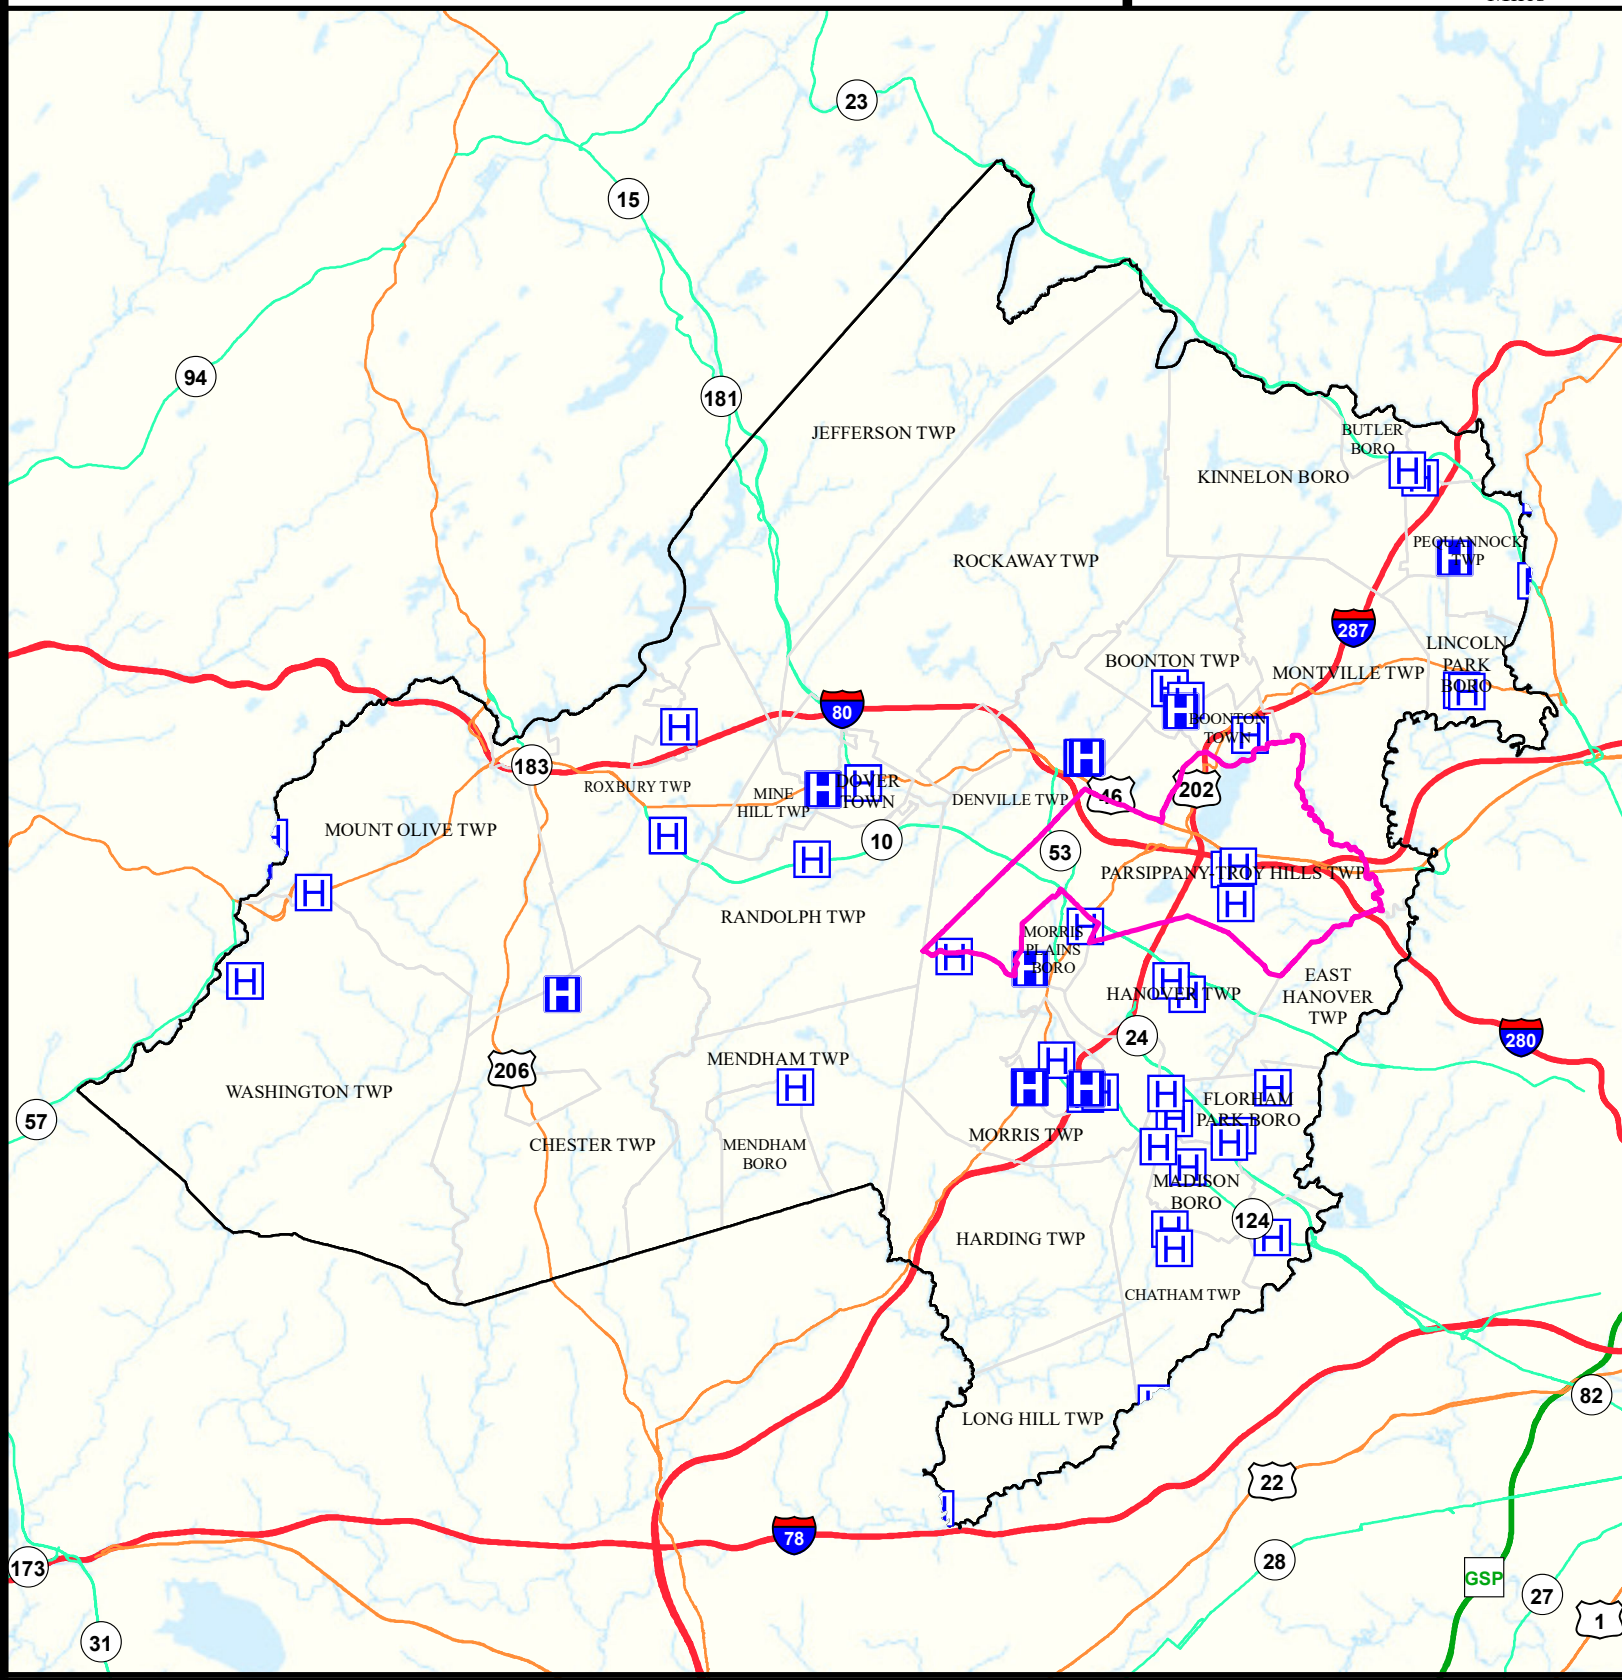 23
15
94
181
JEFFERSON TWP
BUTLER
BORO
KINNELON BORO
H
H
PEQUANNOCK
TWP
H
ROCKAWAY TWP
287
LINCOLN
PARK
BORO
H
BOONTON TWP
MONTVILLE TWP
H
H
H
BOONTON
TOWN
H
80
H
183
ROXBURY TWP
MINE
HILL TWP
H
DOVER
TOWN
H
DENVILLE TWP
H
46
202
MOUNT OLIVE TWP
H
H
10
53
H
PARSIPPANY-TROY HILLS TWP
H
H
RANDOLPH TWP
MORRIS
PLAINS
BORO
H
H
H
H
H
HANOVER TWP
H
H
EAST
HANOVER
TWP
24
280
206
MENDHAM TWP
H
H
H
H
H
H
WASHINGTON TWP
57
FLORHAM
PARK BORO
H
H
CHESTER TWP
MENDHAM
BORO
MORRIS TWP
H
H
H
MADISON
BORO
124
HARDING TWP
H
H
H
CHATHAM TWP
LONG HILL TWP
82
22
78
28
173
GSP
27
1
31